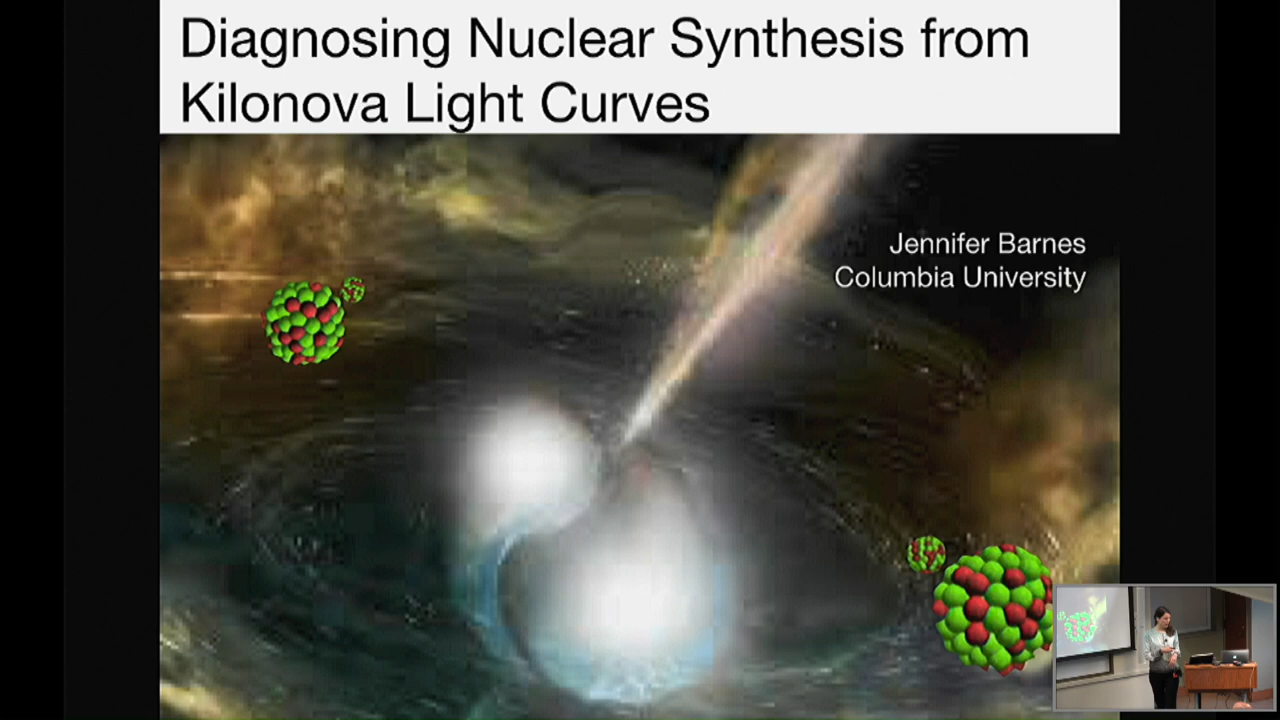 Diagnosing Nuclear Synthesis from
Kilonova Light Curves
Jennifer Barnes
Columbia University